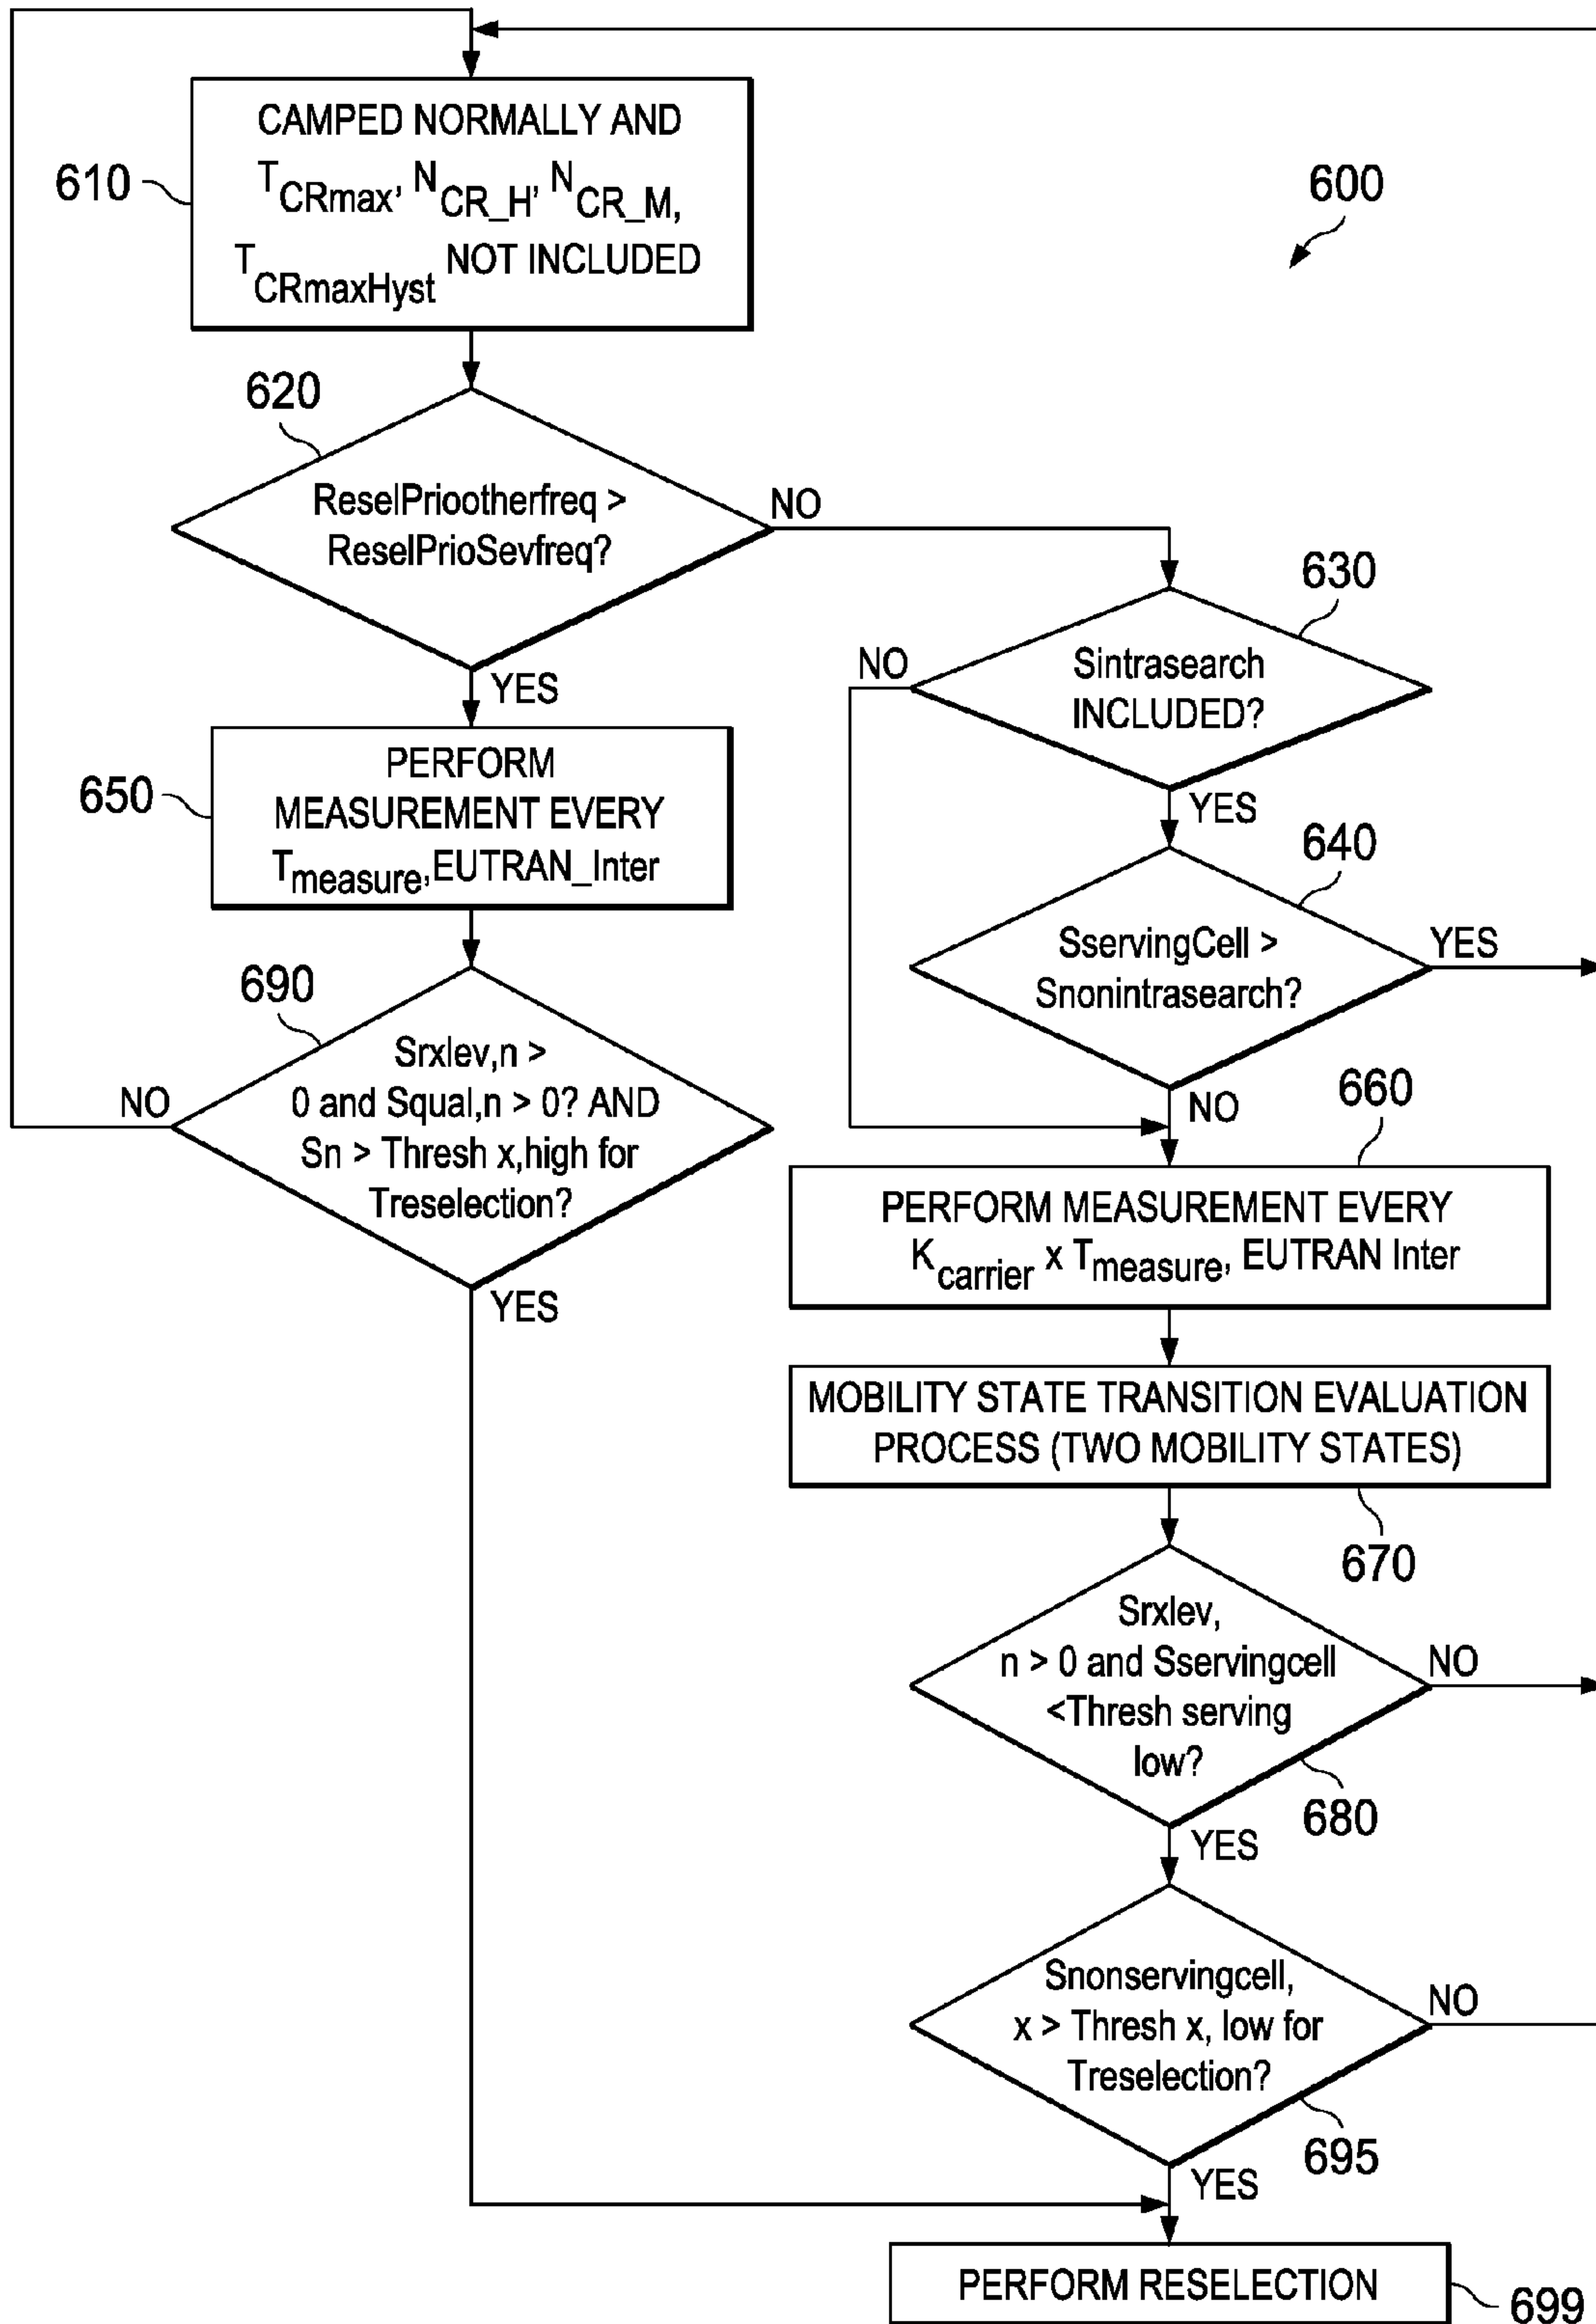 CAMPED NORMALLY AND
TCRmax, NCR_H, NCR_M,
TCRmaxHyst NOT INCLUDED
610
600
620
ReselPriootherfreq >
ReselPrioSevfreq?
NO
YES
630
Sintrasearch
INCLUDED?
NO
YES
650
PERFORM
MEASUREMENT EVERY
Tmeasure,EUTRAN_Inter
640
SservingCell >
Snonintrasearch?
YES
NO
690
Srxlev,n >
0 and Squal,n > 0? AND
Sn > Thresh x,high for
Treselection?
NO
YES
660
PERFORM MEASUREMENT EVERY
Kcarrier x Tmeasure, EUTRAN Inter
MOBILITY STATE TRANSITION EVALUATION
PROCESS (TWO MOBILITY STATES)
670
Srxlev,
n > 0 and Sservingcell
<Thresh serving
low?
NO
680
YES
Snonservingcell,
x > Thresh x, low for
Treselection?
NO
695
YES
PERFORM RESELECTION
699